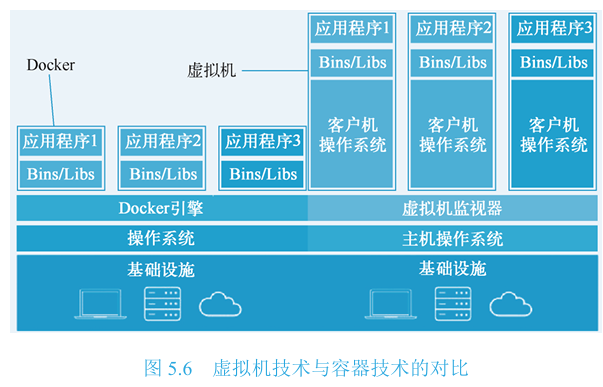 应用程序1 应用程序2 应用程序3
Bins/Libs Bins/Libs Bins/Libs
Docker
虚拟机
客户机 客户机 客户机
操作系统 操作系统 操作系统
应用程序1 应用程序2 应用程序3
Bins/Libs Bins/Libs Bins/Libs
Docker引擎 虚拟机监视器
操作系统 主机操作系统
基础设施 基础设施
图 5.6 虚拟机技术与容器技术的对比